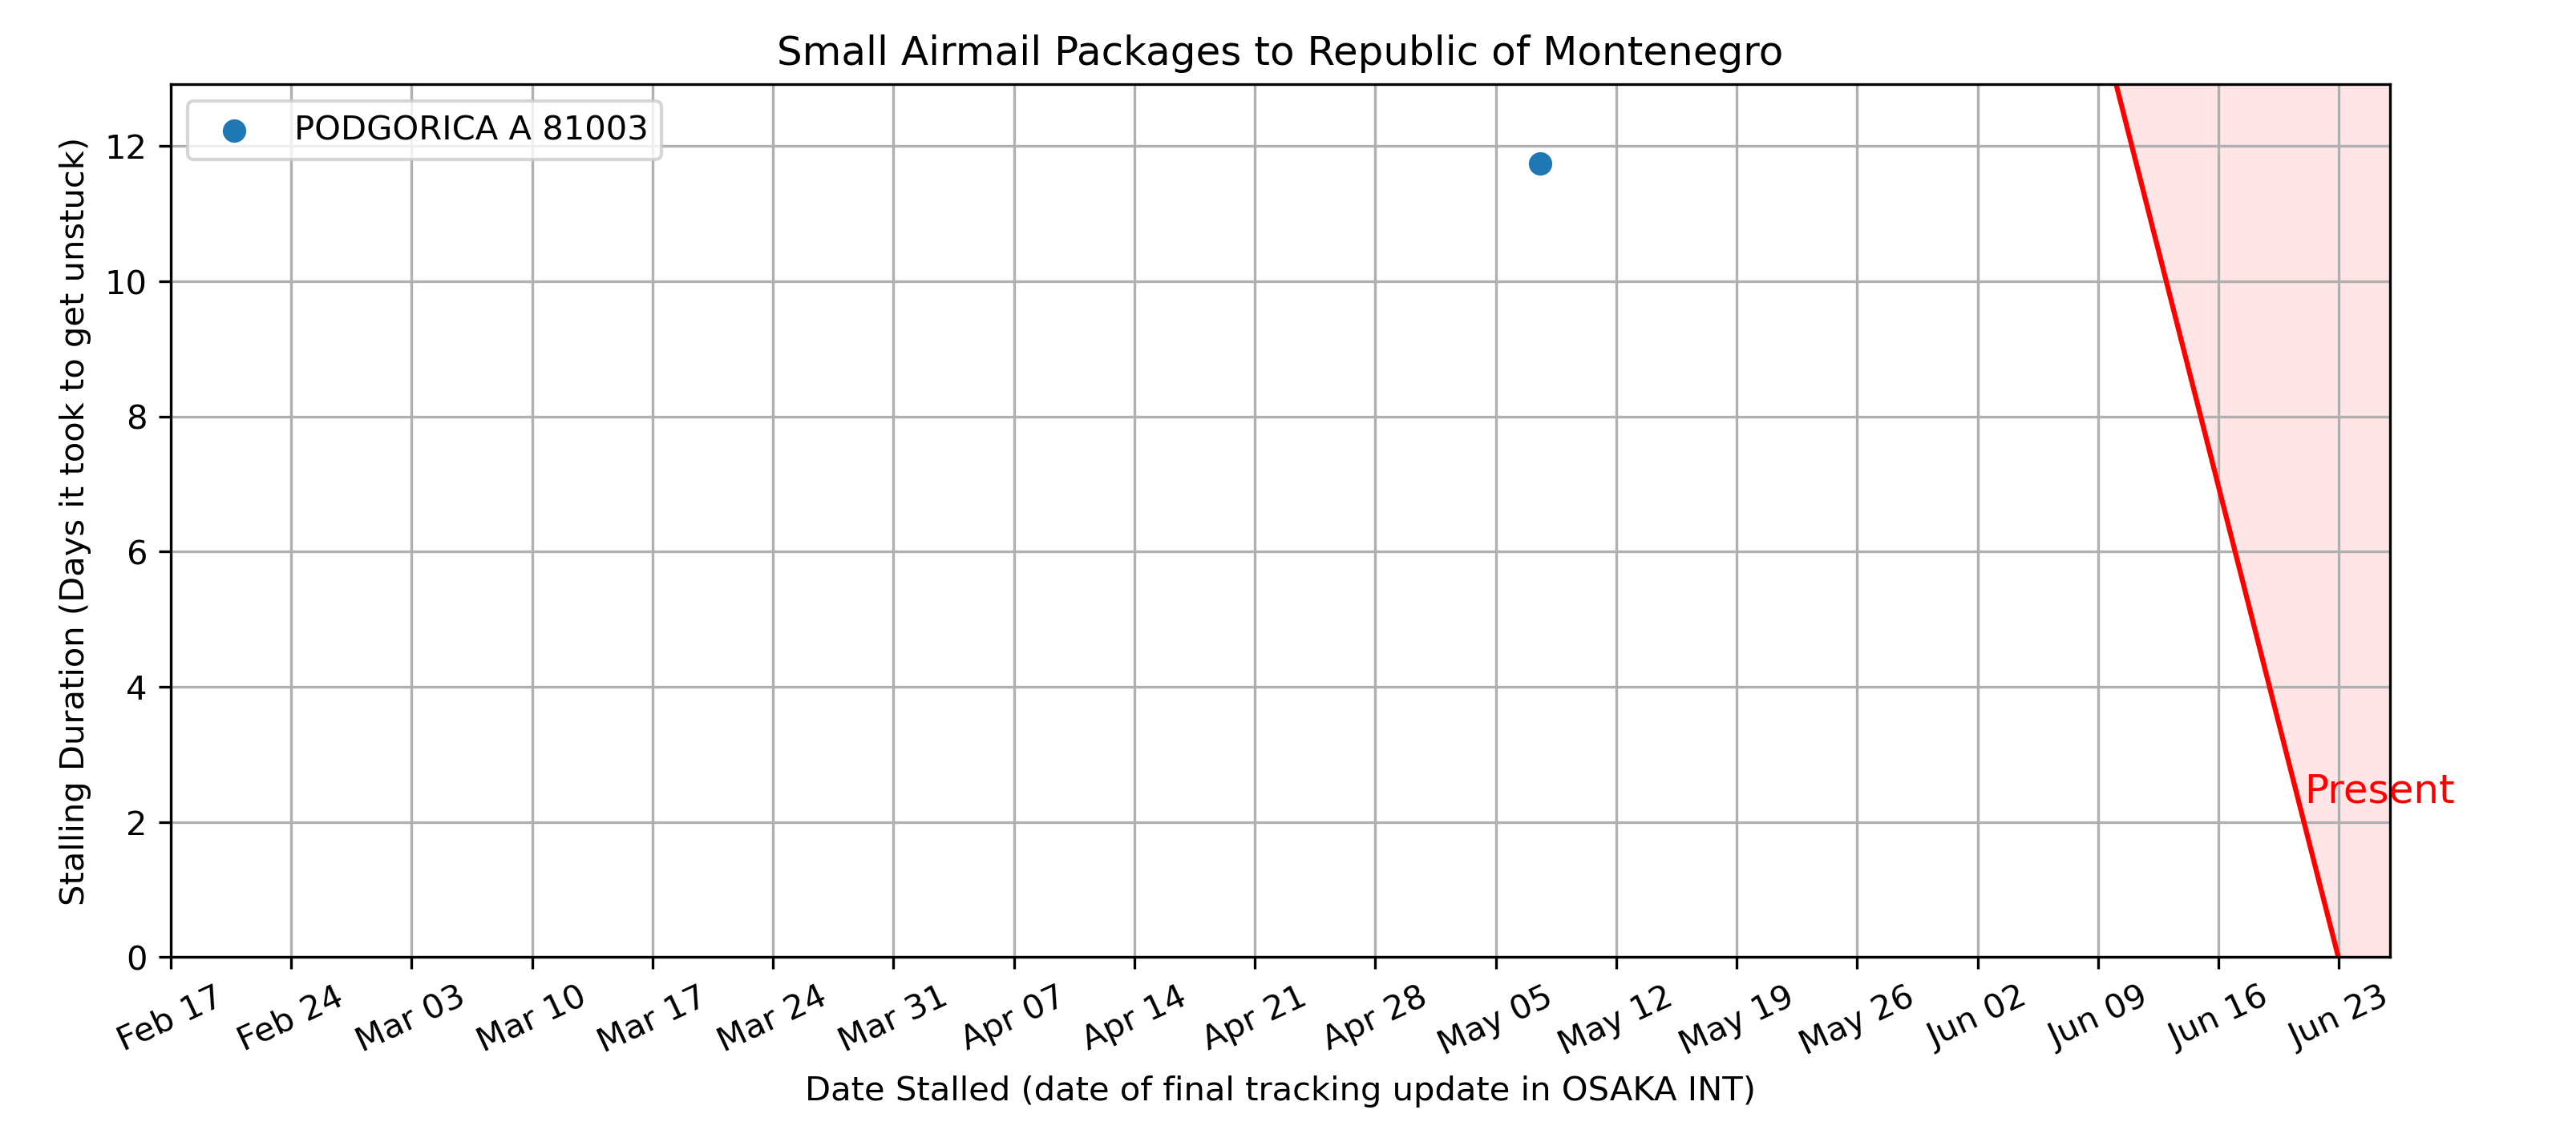 Small Airmail Packages to Republic of Montenegro
PODGORICA A 81003
Stalling Duration (Days it took to get unstuck)
12
10
8
6
4
2
0
Present
Feb 17
Feb 24
Mar 03
Mar 10
Mar 17
Mar 24
Mar 31
Apr 07
Apr 14
Apr 21
Apr 28
May 05
May 12
May 19
May 26
Jun 02
Jun 09
Jun 16
Jun 23
Date Stalled (date of final tracking update in OSAKA INT)